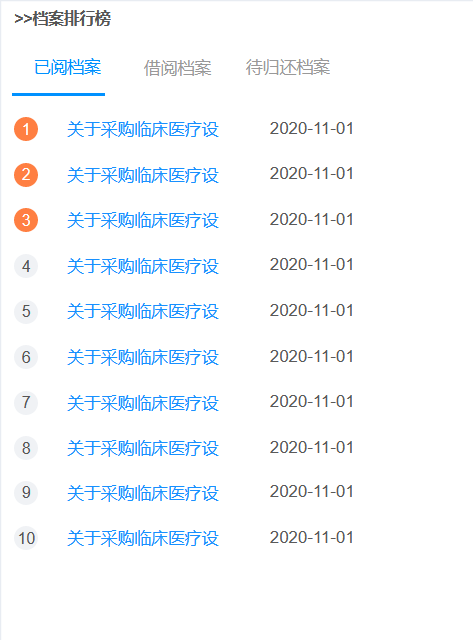 >>档案排行榜
已阅档案 借阅档案 待归还档案
1 关于采购临床医疗设 2020-11-01
2 关于采购临床医疗设 2020-11-01
3 关于采购临床医疗设 2020-11-01
4 关于采购临床医疗设 2020-11-01
5 关于采购临床医疗设 2020-11-01
6 关于采购临床医疗设 2020-11-01
7 关于采购临床医疗设 2020-11-01
8 关于采购临床医疗设 2020-11-01
9 关于采购临床医疗设 2020-11-01
10 关于采购临床医疗设 2020-11-01